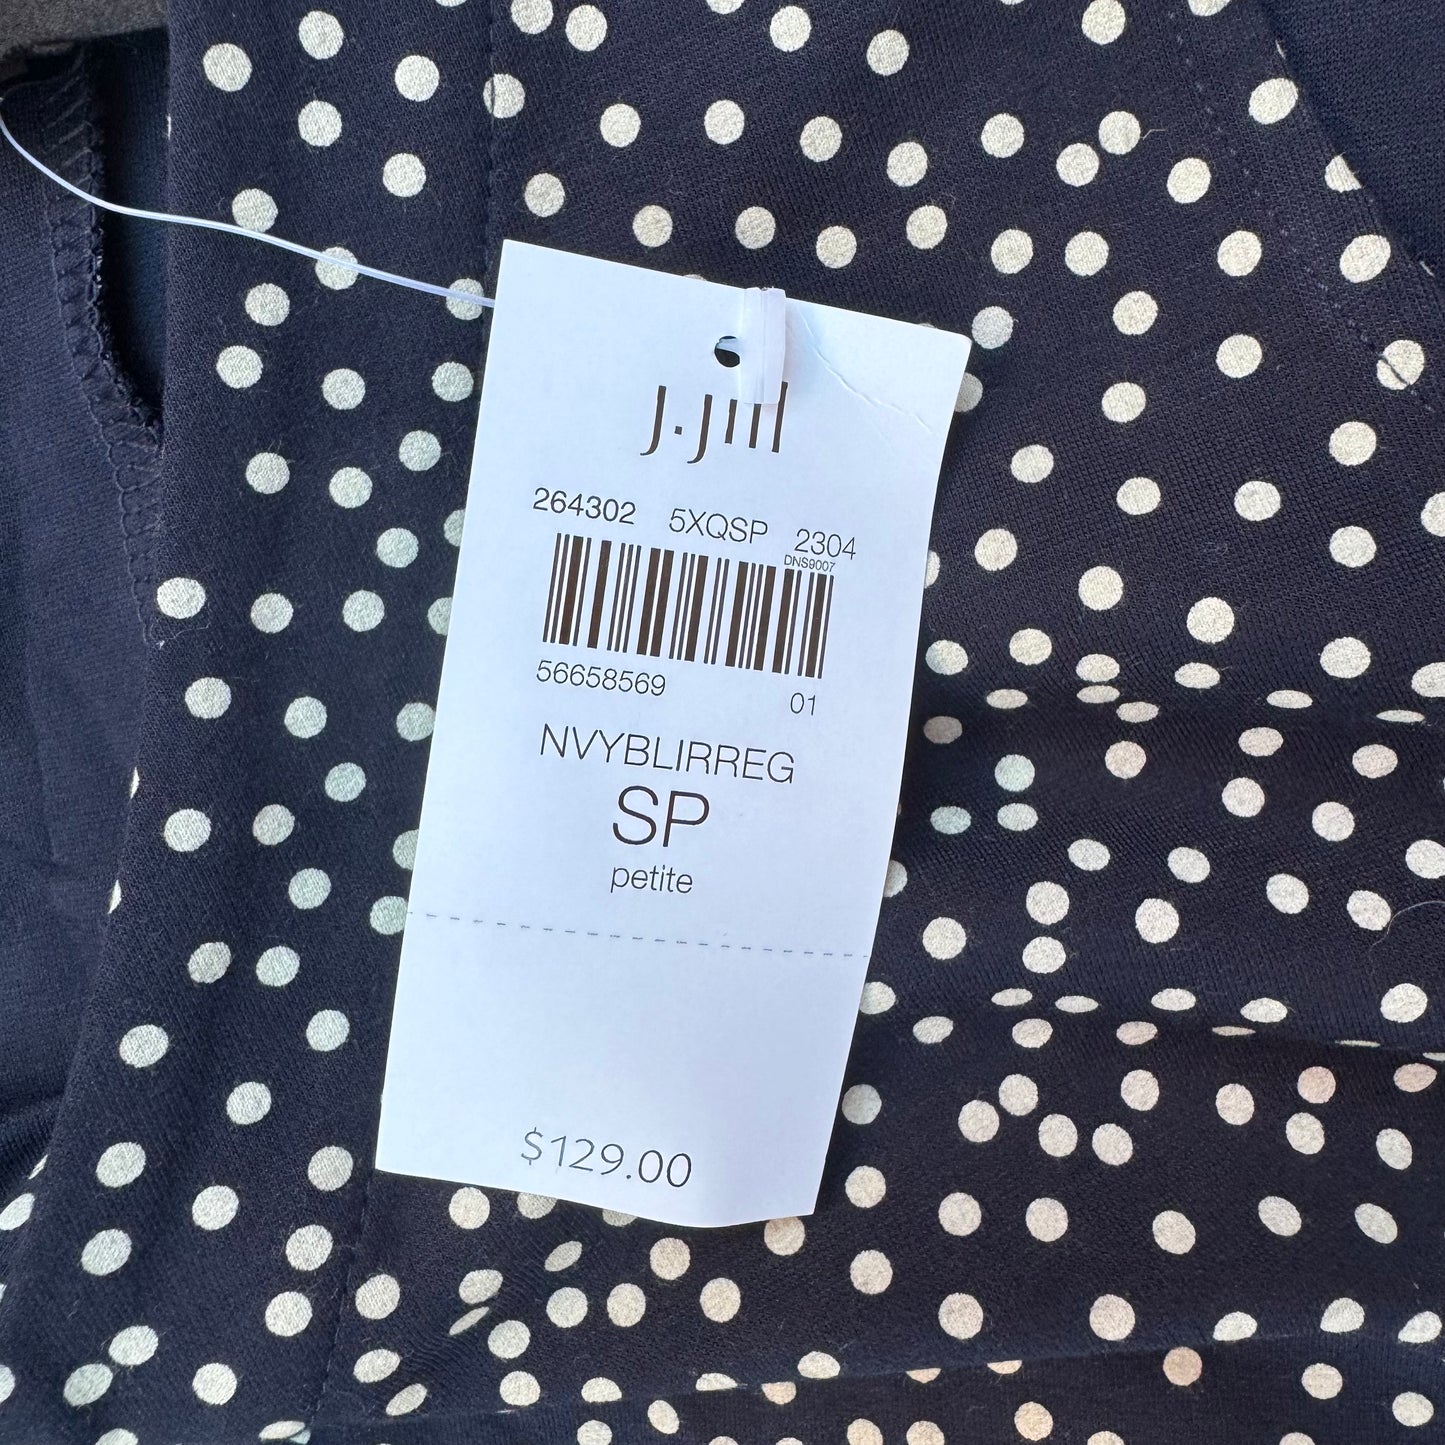 J.Jill
264302 5XQSP 2304
DNS9007
56658569 01
NVYBLIRREG
SP
petite
$129.00